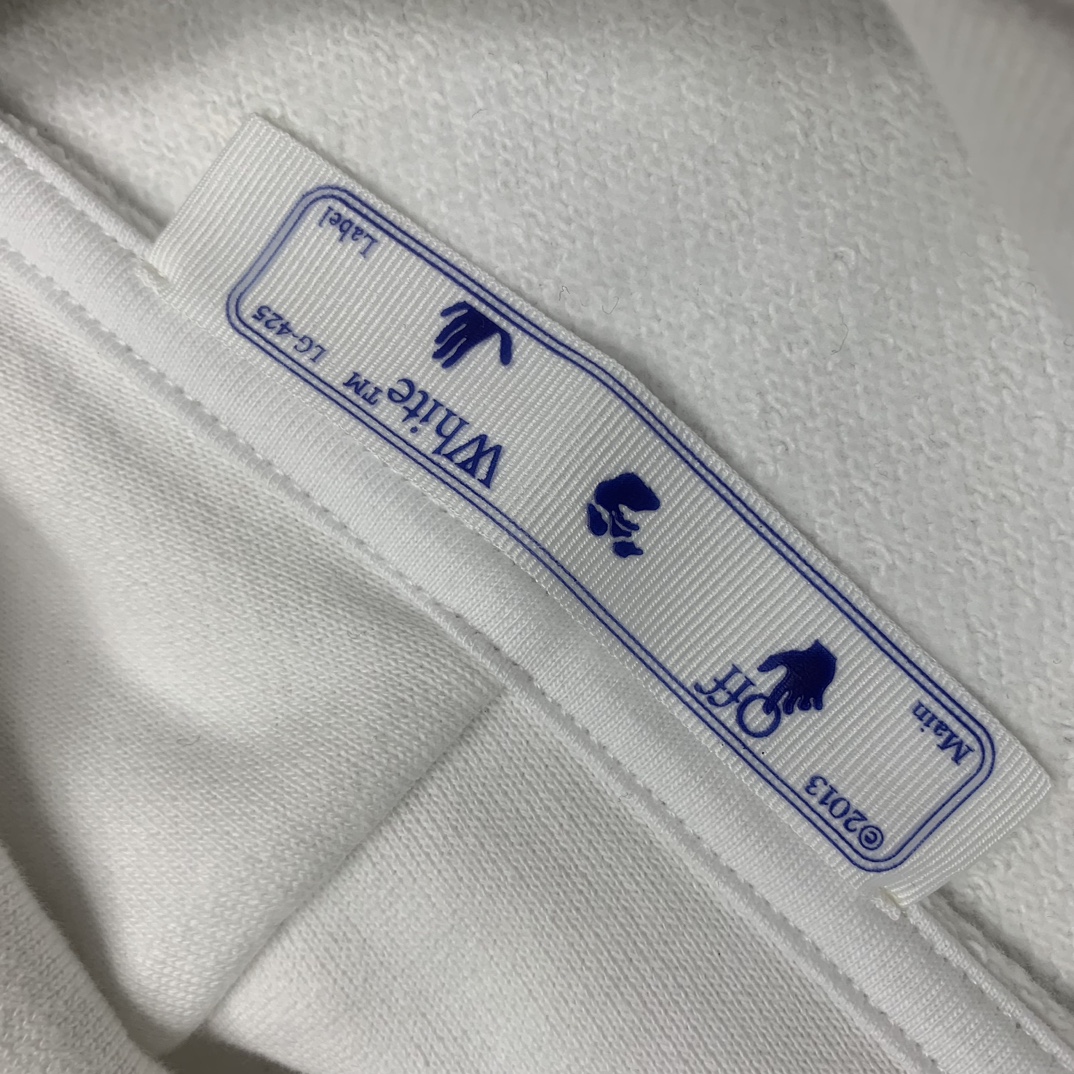 Main Label
Off White™
©2013 LG-425